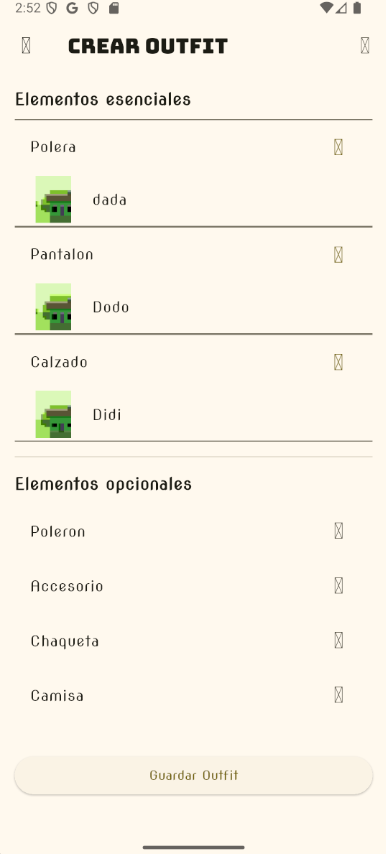 2:52
CREAR OUTFIT
Elementos esenciales
Polera
dada
Pantalon
Dodo
Calzado
Didi
Elementos opcionales
Poleron
Accesorio
Chaqueta
Camisa
Guardar Outfit